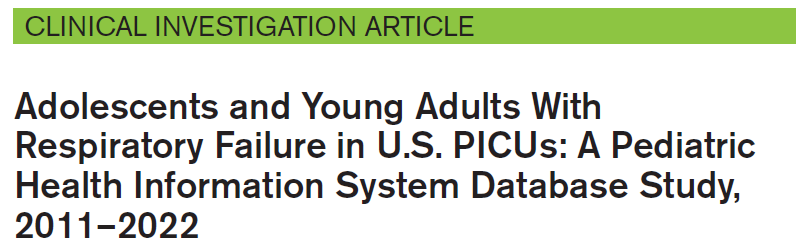 CLINICAL INVESTIGATION ARTICLE
Adolescents and Young Adults With
Respiratory Failure in U.S. PICUs: A Pediatric
Health Information System Database Study,
2011–2022